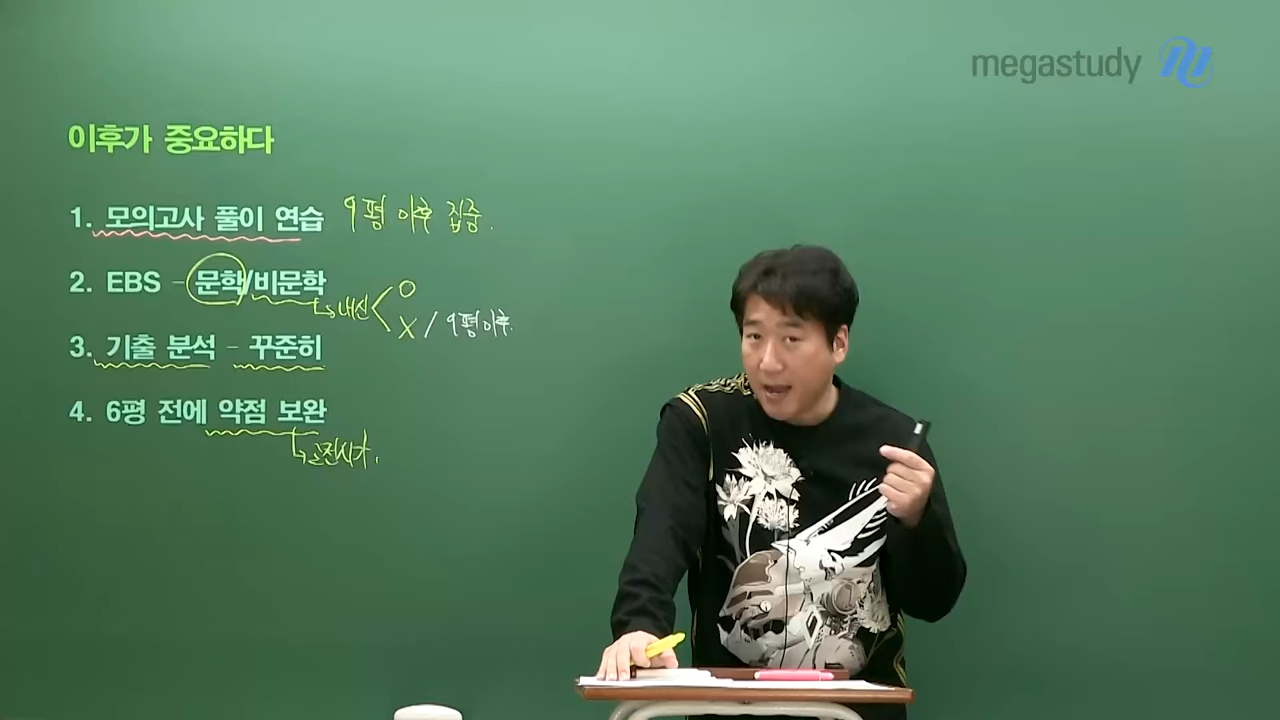 megastudy
이후가 중요하다
1. 모의고사 풀이 연습 9평 이후 집중.
2. EBS - 문학/비문학 내신 O
X / 9평 이후.
3. 기출 분석 - 꾸준히
4. 6평 전에 약점 보완